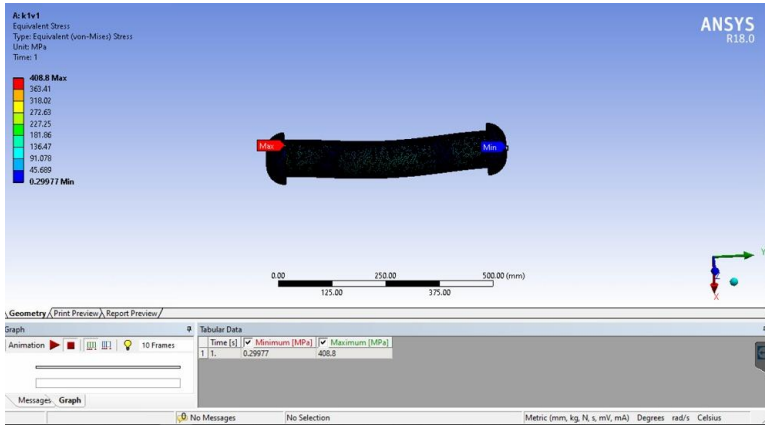 A: k1v1
Equivalent Stress
Type: Equivalent (von-Mises) Stress
Unit: MPa
Time: 1
ANSYS
R18.0
408.8 Max
363.41
318.02
272.63
227.25
181.86
136.47
91.078
45.689
0.29977 Min
Max
Min
0.00 250.00 500.00 (mm)
125.00 375.00
Y
Z
X
Geometry Print Preview Report Preview
Graph
Animation 10 Frames
Messages Graph
Tabular Data
Time [s] Minimum [MPa] Maximum [MPa]
1 1. 0.29977 408.8
0 No Messages No Selection Metric (mm, kg, N, s, mV, mA) Degrees rad/s Celsius